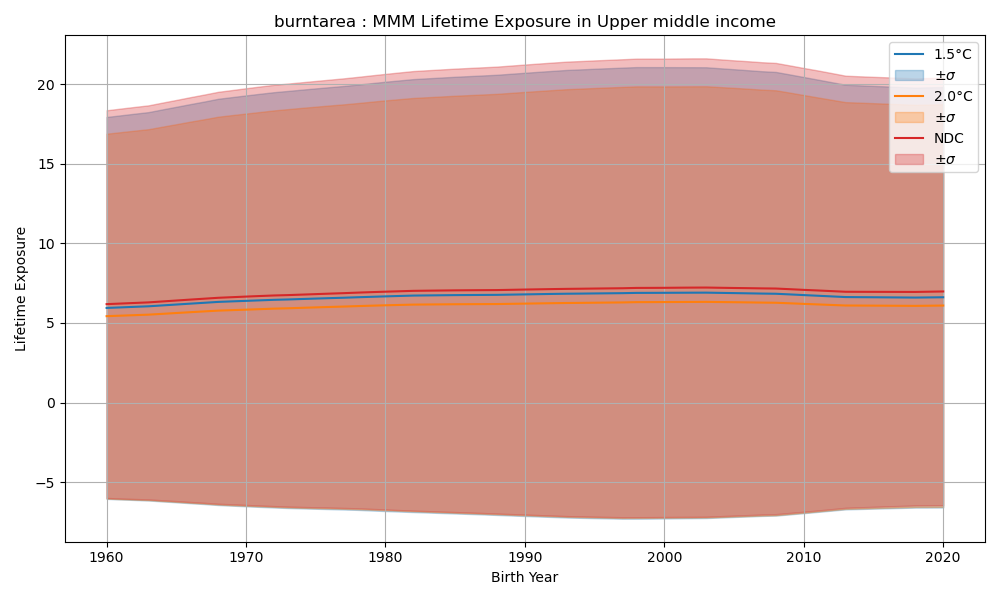 burntarea : MMM Lifetime Exposure in Upper middle income
1.5°C
±σ
2.0°C
±σ
NDC
±σ
20
15
10
5
0
−5
Lifetime Exposure
1960 1970 1980 1990 2000 2010 2020
Birth Year